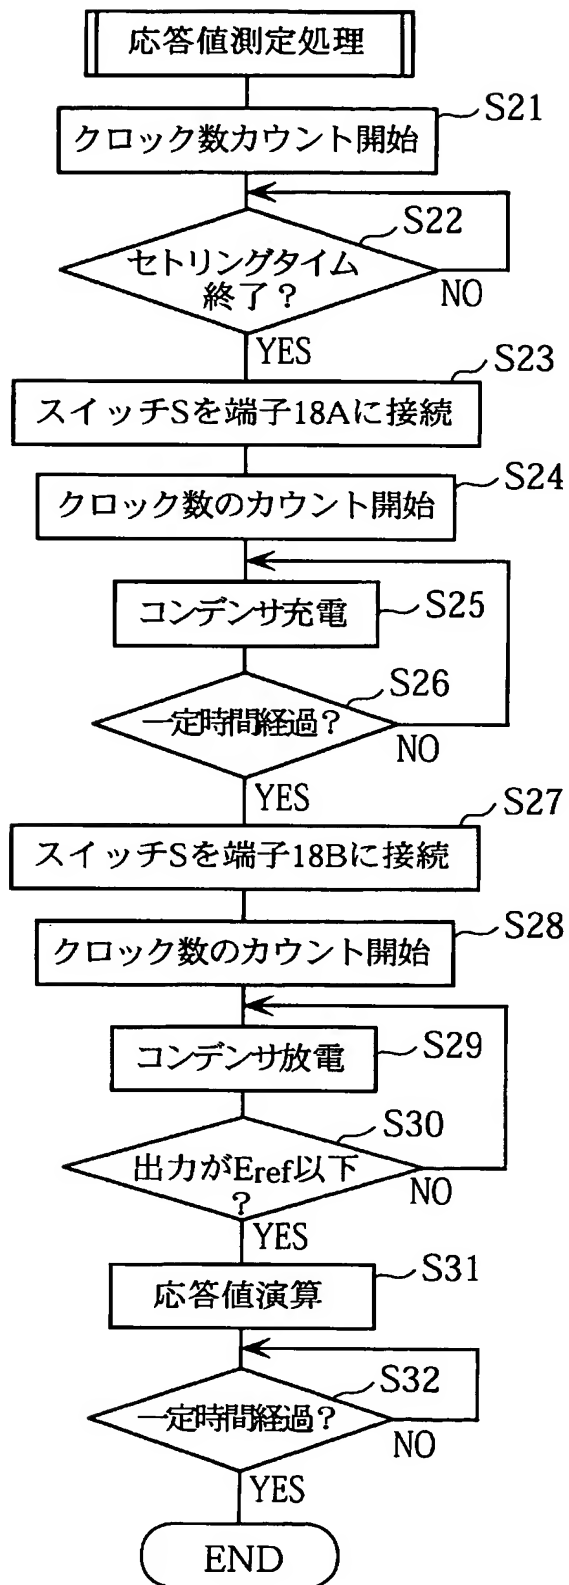 応答値測定処理
S21
クロック数カウント開始
S22
セトリングタイム
終了？
NO
YES
S23
スイッチSを端子18Aに接続
S24
クロック数のカウント開始
コンデンサ充電
S25
S26
一定時間経過？
NO
YES
S27
スイッチSを端子18Bに接続
S28
クロック数のカウント開始
コンデンサ放電
S29
S30
出力がEref以下
？
NO
YES
S31
応答値演算
S32
一定時間経過？
NO
YES
END